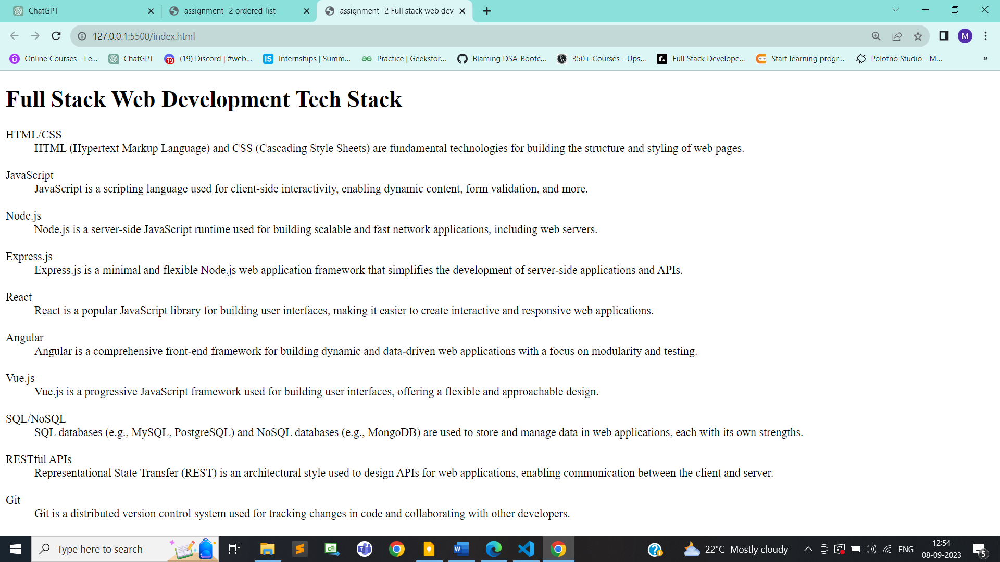 ChatGPT
assignment -2 ordered-list
assignment -2 Full stack web dev
127.0.0.1:5500/index.html
M
Online Courses - Le...
ChatGPT
19
(19) Discord | #web...
IS
Internships | Summ...
Practice | Geeksfor...
Blaming DSA-Bootc...
350+ Courses - Ups...
r.
Full Stack Develope...
Start learning progr...
Polotno Studio - M...
»
Full Stack Web Development Tech Stack
HTML/CSS
HTML (Hypertext Markup Language) and CSS (Cascading Style Sheets) are fundamental technologies for building the structure and styling of web pages.
JavaScript
JavaScript is a scripting language used for client-side interactivity, enabling dynamic content, form validation, and more.
Node.js
Node.js is a server-side JavaScript runtime used for building scalable and fast network applications, including web servers.
Express.js
Express.js is a minimal and flexible Node.js web application framework that simplifies the development of server-side applications and APIs.
React
React is a popular JavaScript library for building user interfaces, making it easier to create interactive and responsive web applications.
Angular
Angular is a comprehensive front-end framework for building dynamic and data-driven web applications with a focus on modularity and testing.
Vue.js
Vue.js is a progressive JavaScript framework used for building user interfaces, offering a flexible and approachable design.
SQL/NoSQL
SQL databases (e.g., MySQL, PostgreSQL) and NoSQL databases (e.g., MongoDB) are used to store and manage data in web applications, each with its own strengths.
RESTful APIs
Representational State Transfer (REST) is an architectural style used to design APIs for web applications, enabling communication between the client and server.
Git
Git is a distributed version control system used for tracking changes in code and collaborating with other developers.
Type here to search
22°C Mostly cloudy
ENG
12:54
08-09-2023
5